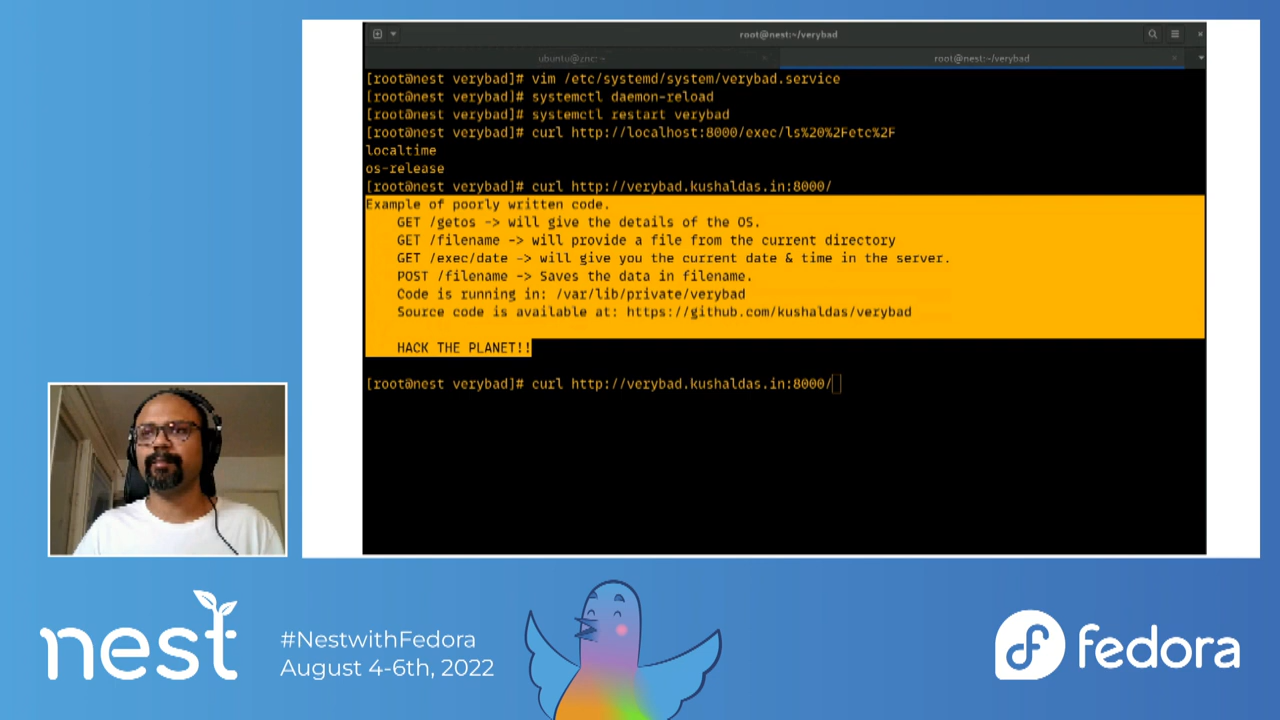 root@nest:~/verybad
ubuntu@znc: ~
root@nest:~/verybad
[root@nest verybad]# vim /etc/systemd/system/verybad.service
[root@nest verybad]# systemctl daemon-reload
[root@nest verybad]# systemctl restart verybad
[root@nest verybad]# curl http://localhost:8000/exec/ls%20%2Fetc%2F
localtime
os-release
[root@nest verybad]# curl http://verybad.kushaldas.in:8000/
Example of poorly written code.
GET /getos -> will give the details of the OS.
GET /filename -> will provide a file from the current directory
GET /exec/date -> will give you the current date & time in the server.
POST /filename -> Saves the data in filename.
Code is running in: /var/lib/private/verybad
Source code is available at: https://github.com/kushaldas/verybad
HACK THE PLANET!!
[root@nest verybad]# curl http://verybad.kushaldas.in:8000/
nest
#NestwithFedora
August 4-6th, 2022
fedora